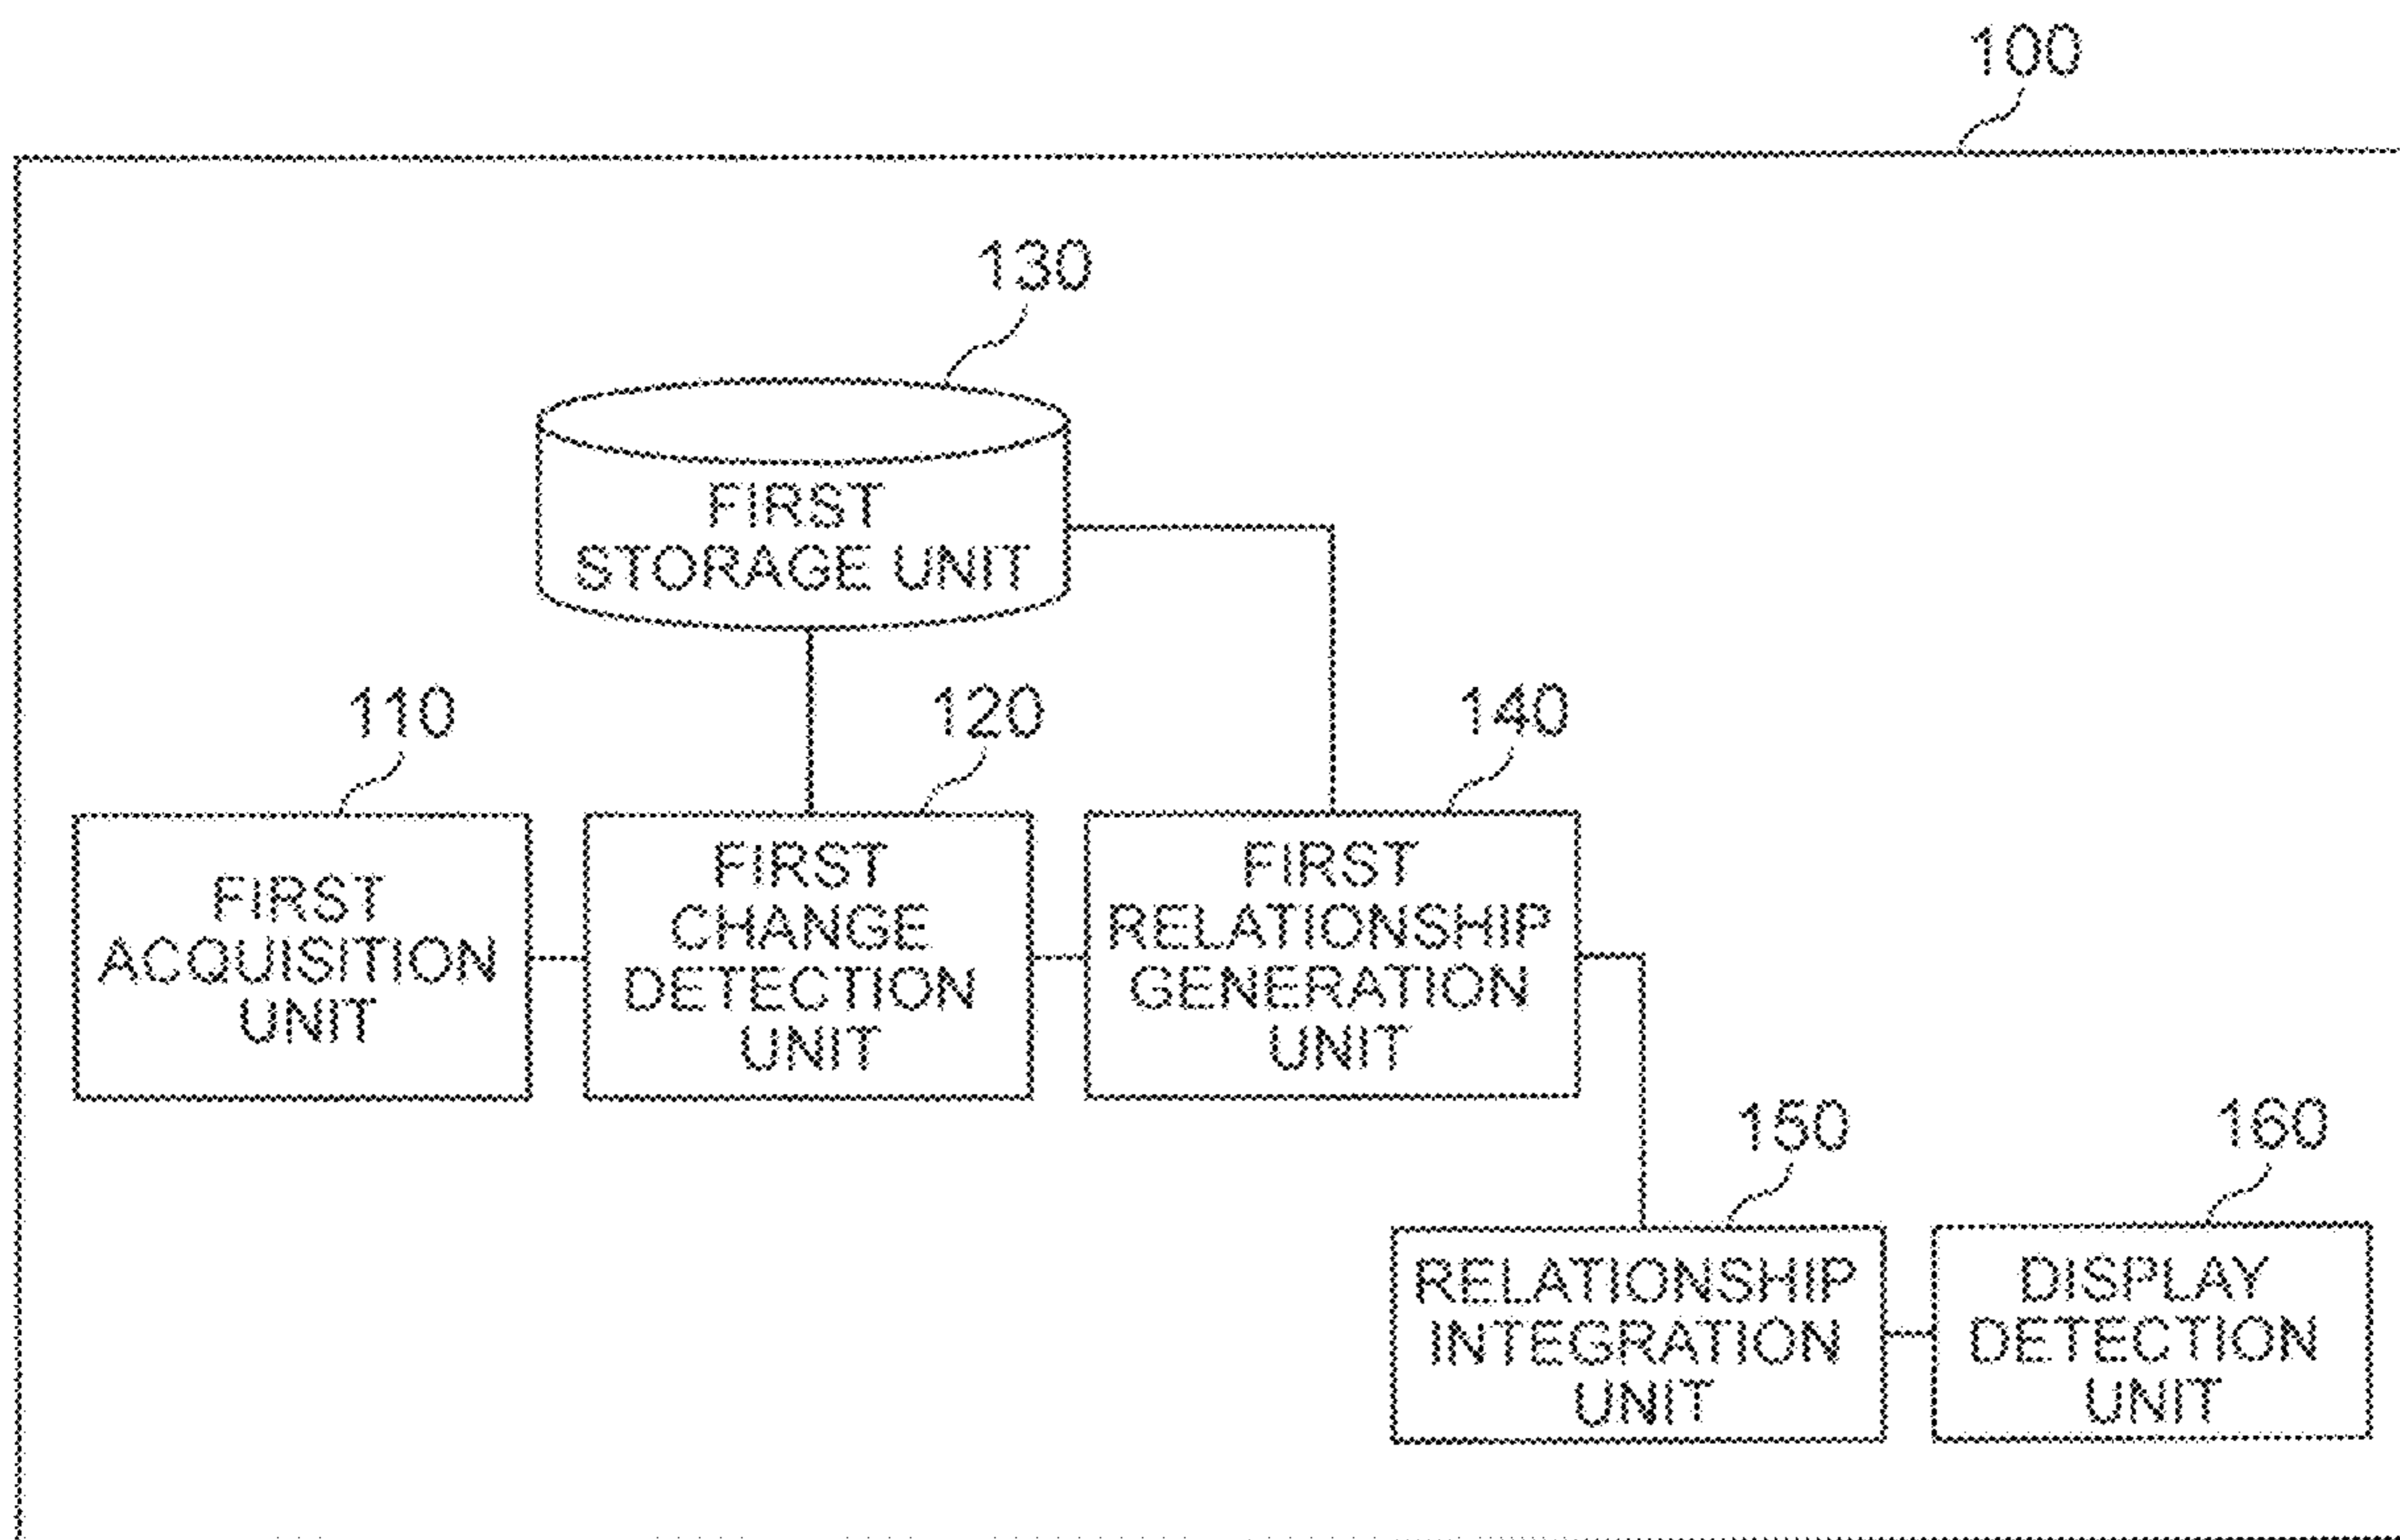 100
130
FIRST
STORAGE UNIT
110
120
140
FIRST
ACQUISITION
UNIT
FIRST
CHANGE
DETECTION
UNIT
FIRST
RELATIONSHIP
GENERATION
UNIT
150
160
RELATIONSHIP
INTEGRATION
UNIT
DISPLAY
DETECTION
UNIT